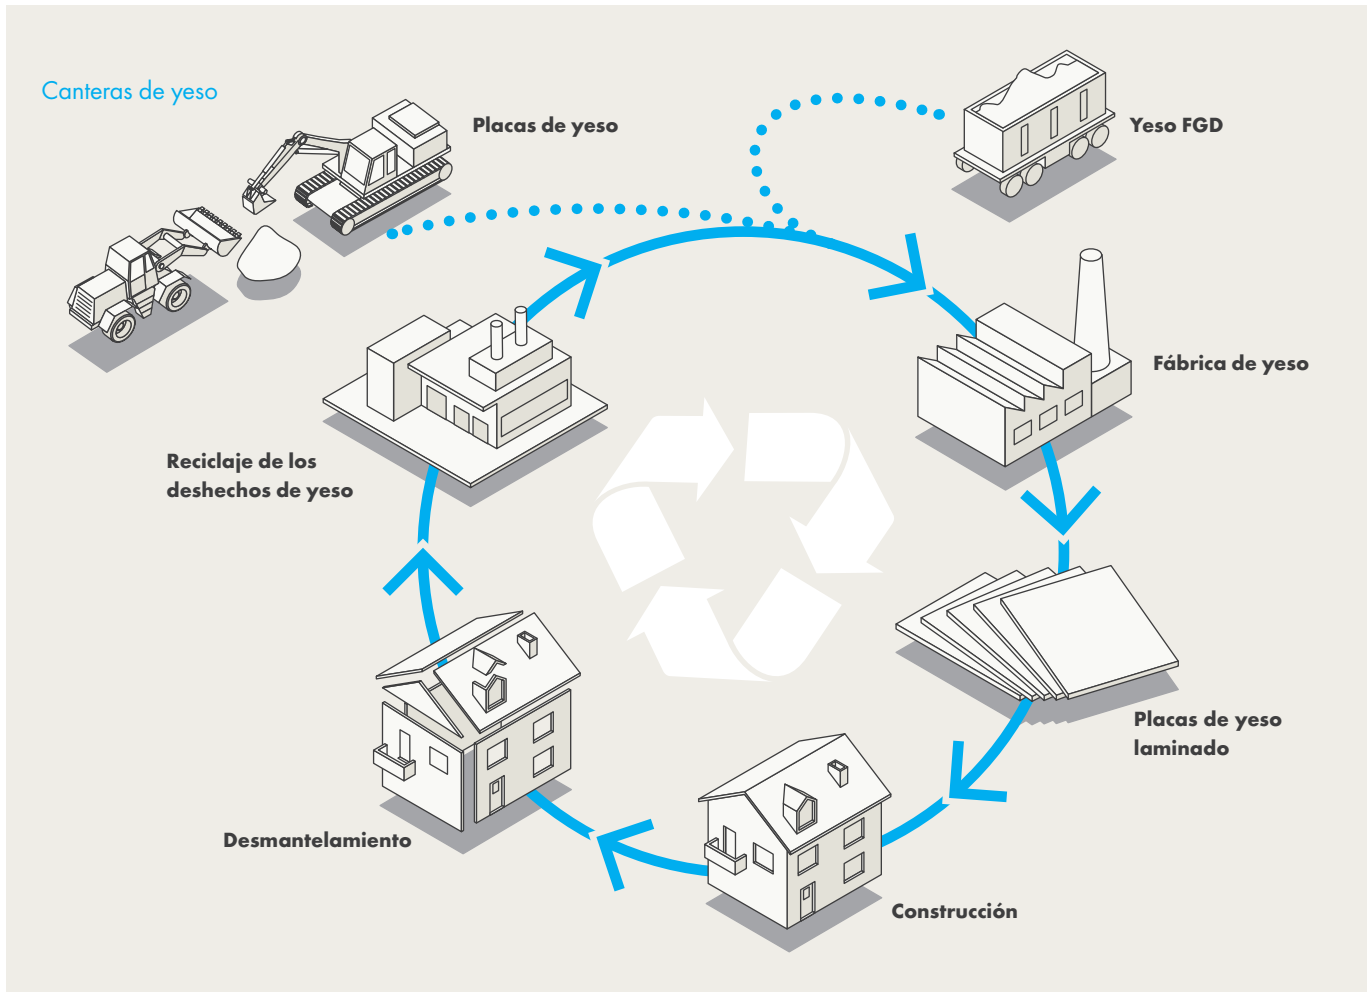 Canteras de yeso
Placas de yeso
Yeso FGD
Fábrica de yeso
Reciclaje de los
deshechos de yeso
Placas de yeso
laminado
Desmantelamiento
Construcción